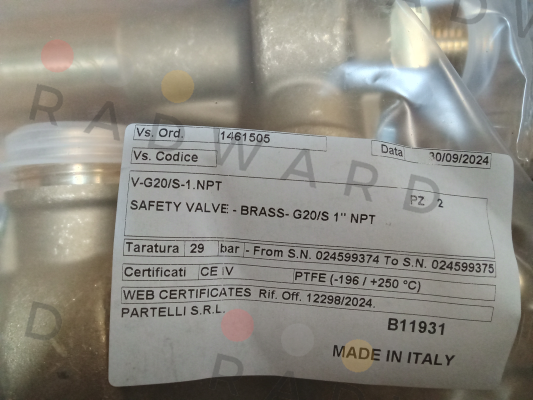 Vs. Ord. 1461505 Data 30/09/2024
Vs. Codice
V-G20/S-1.NPT PZ 2
SAFETY VALVE - BRASS- G20/S 1" NPT
Taratura 29 bar - From S.N. 024599374 To S.N. 024599375
Certificati CE IV PTFE (-196 / +250 °C)
WEB CERTIFICATES Rif. Off. 12298/2024.
PARTELLI S.R.L.
B11931
MADE IN ITALY
RADWARD